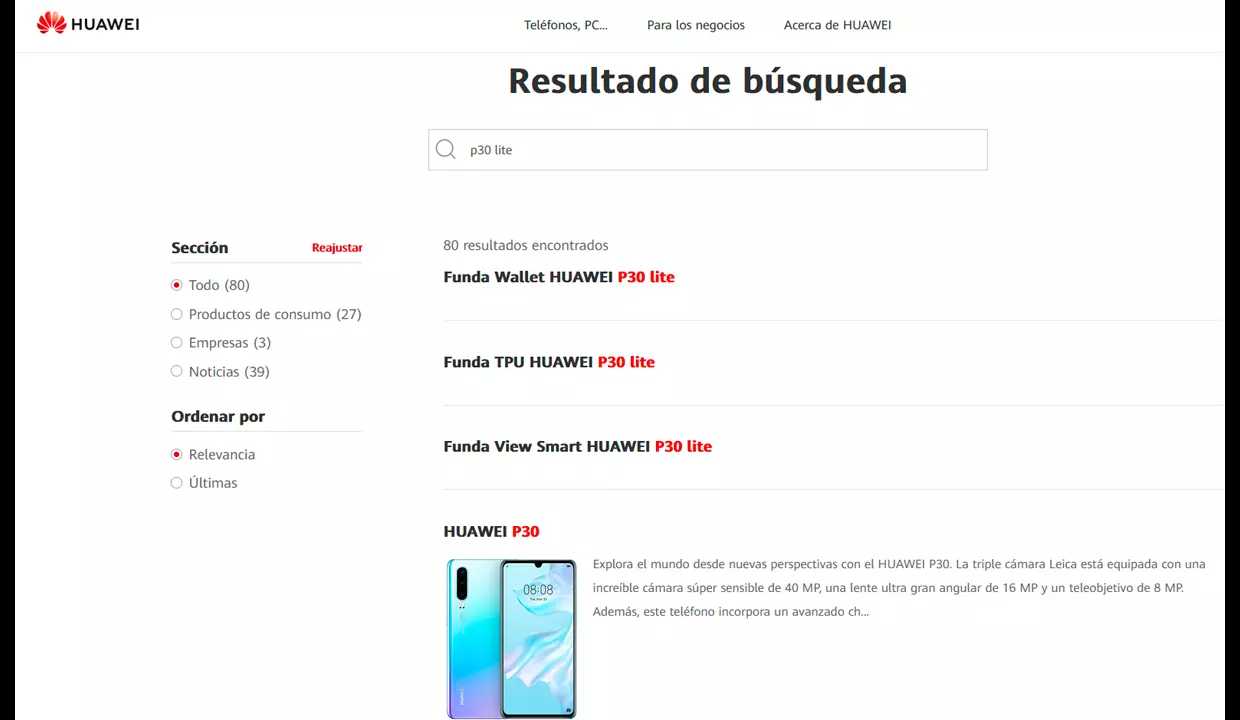 HUAWEI
Teléfonos, PC...
Para los negocios
Acerca de HUAWEI
Resultado de búsqueda
p30 lite
Sección
Reajustar
Todo (80)
Productos de consumo (27)
Empresas (3)
Noticias (39)
Ordenar por
Relevancia
Últimas
80 resultados encontrados
Funda Wallet HUAWEI P30 lite
Funda TPU HUAWEI P30 lite
Funda View Smart HUAWEI P30 lite
HUAWEI P30
08:08
Explora el mundo desde nuevas perspectivas con el HUAWEI P30. La triple cámara Leica está equipada con una
increíble cámara súper sensible de 40 MP, una lente ultra gran angular de 16 MP y un teleobjetivo de 8 MP.
Además, este teléfono incorpora un avanzado ch...